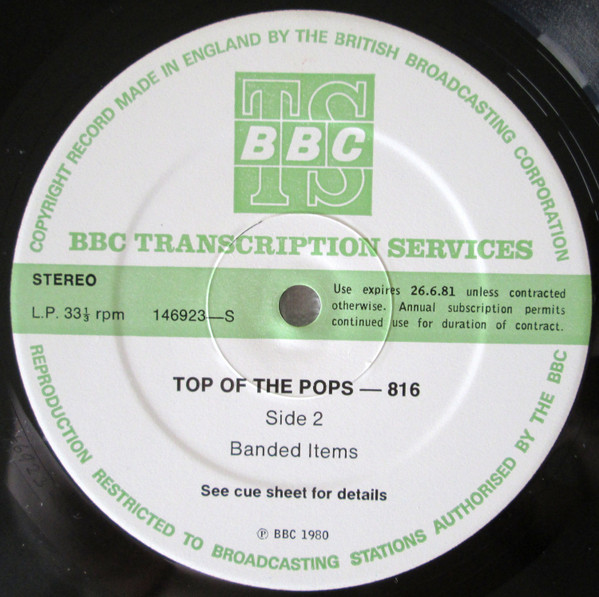 COPYRIGHT RECORD MADE IN ENGLAND BY THE BRITISH BROADCASTING CORPORATION
TS
BBC
BBC TRANSCRIPTION SERVICES
STEREO
L.P. 33⅓ rpm 146923—S
Use expires 26.6.81 unless contracted
otherwise. Annual subscription permits
continued use for duration of contract.
TOP OF THE POPS — 816
Side 2
Banded Items
See cue sheet for details
℗ BBC 1980
REPRODUCTION RESTRICTED TO BROADCASTING STATIONS AUTHORISED BY THE BBC